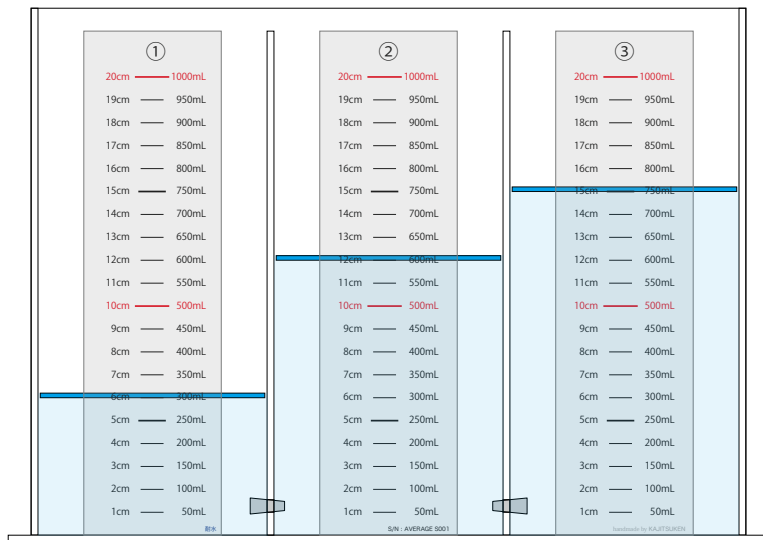 ①
20cm 1000mL
19cm 950mL
18cm 900mL
17cm 850mL
16cm 800mL
15cm 750mL
14cm 700mL
13cm 650mL
12cm 600mL
11cm 550mL
10cm 500mL
9cm 450mL
8cm 400mL
7cm 350mL
6cm 300mL
5cm 250mL
4cm 200mL
3cm 150mL
2cm 100mL
1cm 50mL
耐水
②
20cm 1000mL
19cm 950mL
18cm 900mL
17cm 850mL
16cm 800mL
15cm 750mL
14cm 700mL
13cm 650mL
12cm 600mL
11cm 550mL
10cm 500mL
9cm 450mL
8cm 400mL
7cm 350mL
6cm 300mL
5cm 250mL
4cm 200mL
3cm 150mL
2cm 100mL
1cm 50mL
S/N : AVERAGE S001
③
20cm 1000mL
19cm 950mL
18cm 900mL
17cm 850mL
16cm 800mL
15cm 750mL
14cm 700mL
13cm 650mL
12cm 600mL
11cm 550mL
10cm 500mL
9cm 450mL
8cm 400mL
7cm 350mL
6cm 300mL
5cm 250mL
4cm 200mL
3cm 150mL
2cm 100mL
1cm 50mL
handmade by KAJITSUKEN